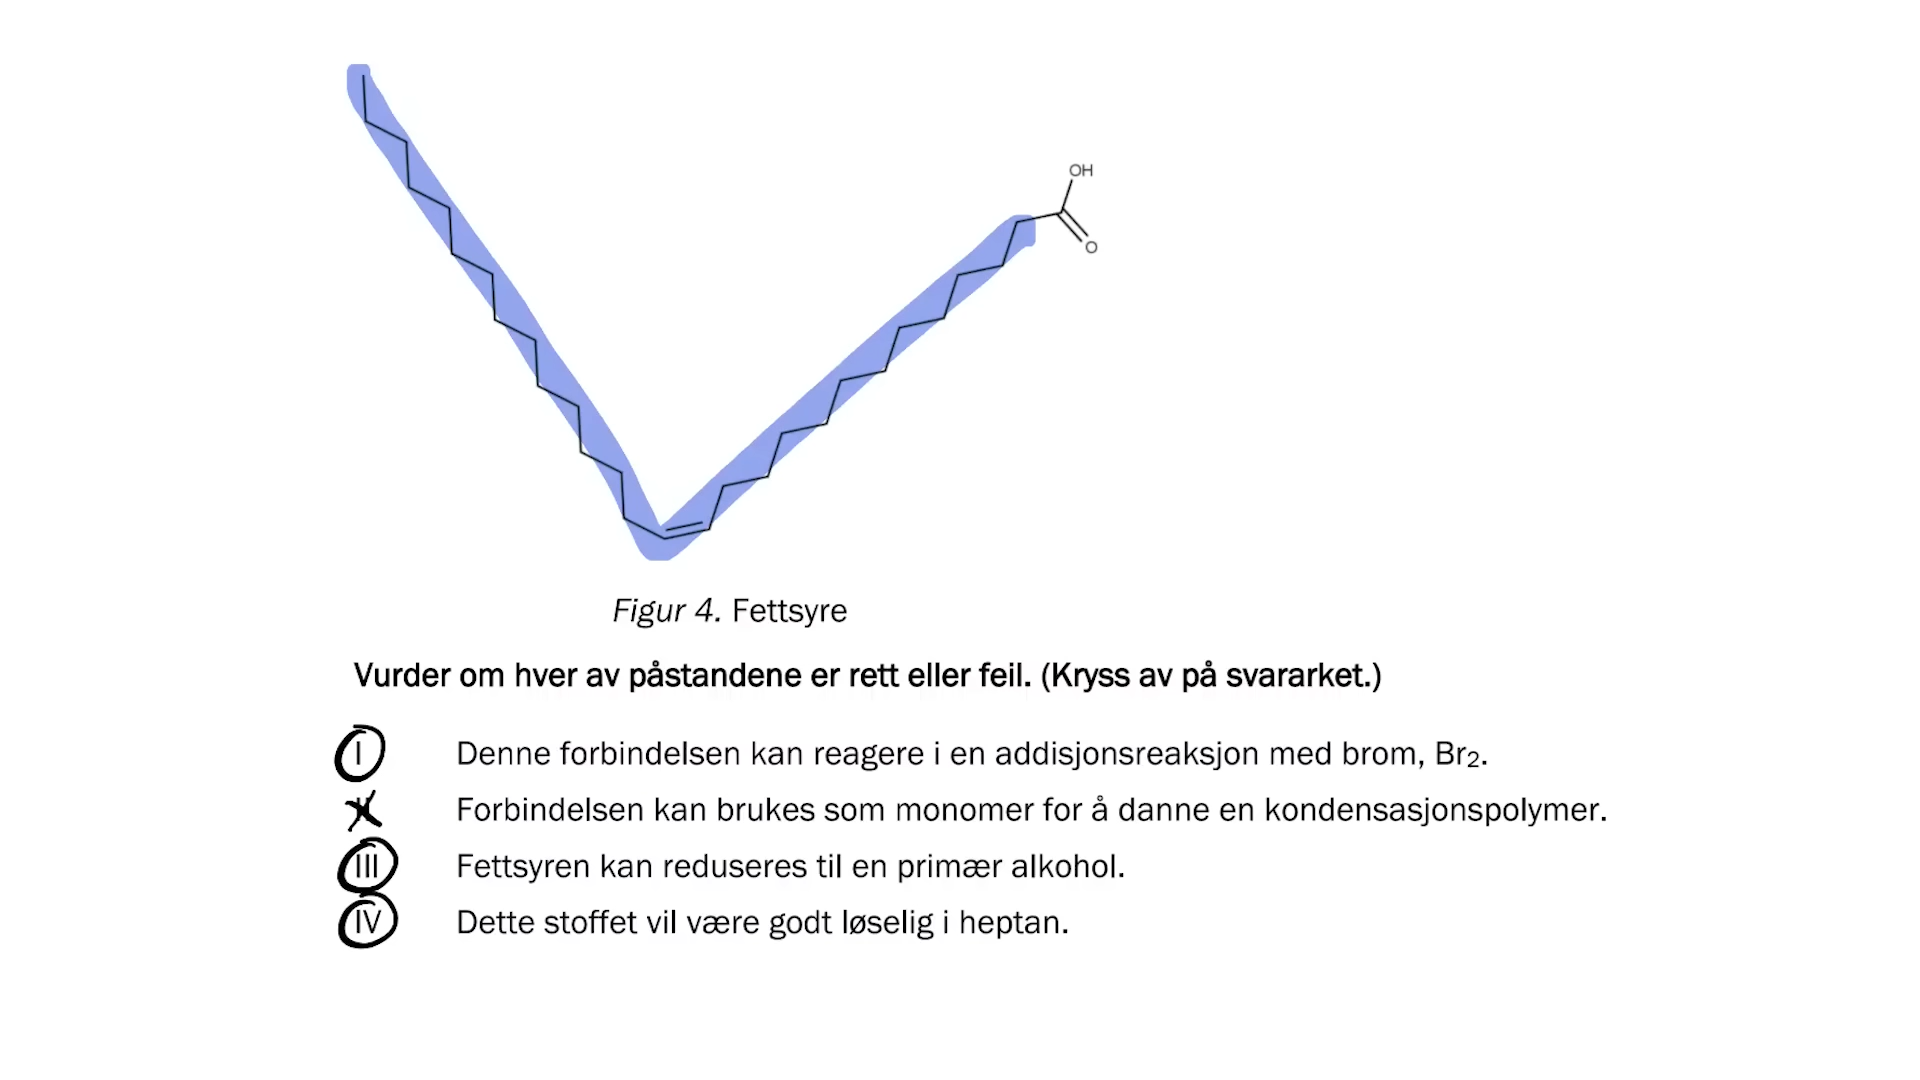 OH
O
Figur 4. Fettsyre
Vurder om hver av påstandene er rett eller feil. (Kryss av på svararket.)
I Denne forbindelsen kan reagere i en addisjonsreaksjon med brom, Br₂.
Forbindelsen kan brukes som monomer for å danne en kondensasjonspolymer.
III Fettsyren kan reduseres til en primær alkohol.
IV Dette stoffet vil være godt løselig i heptan.